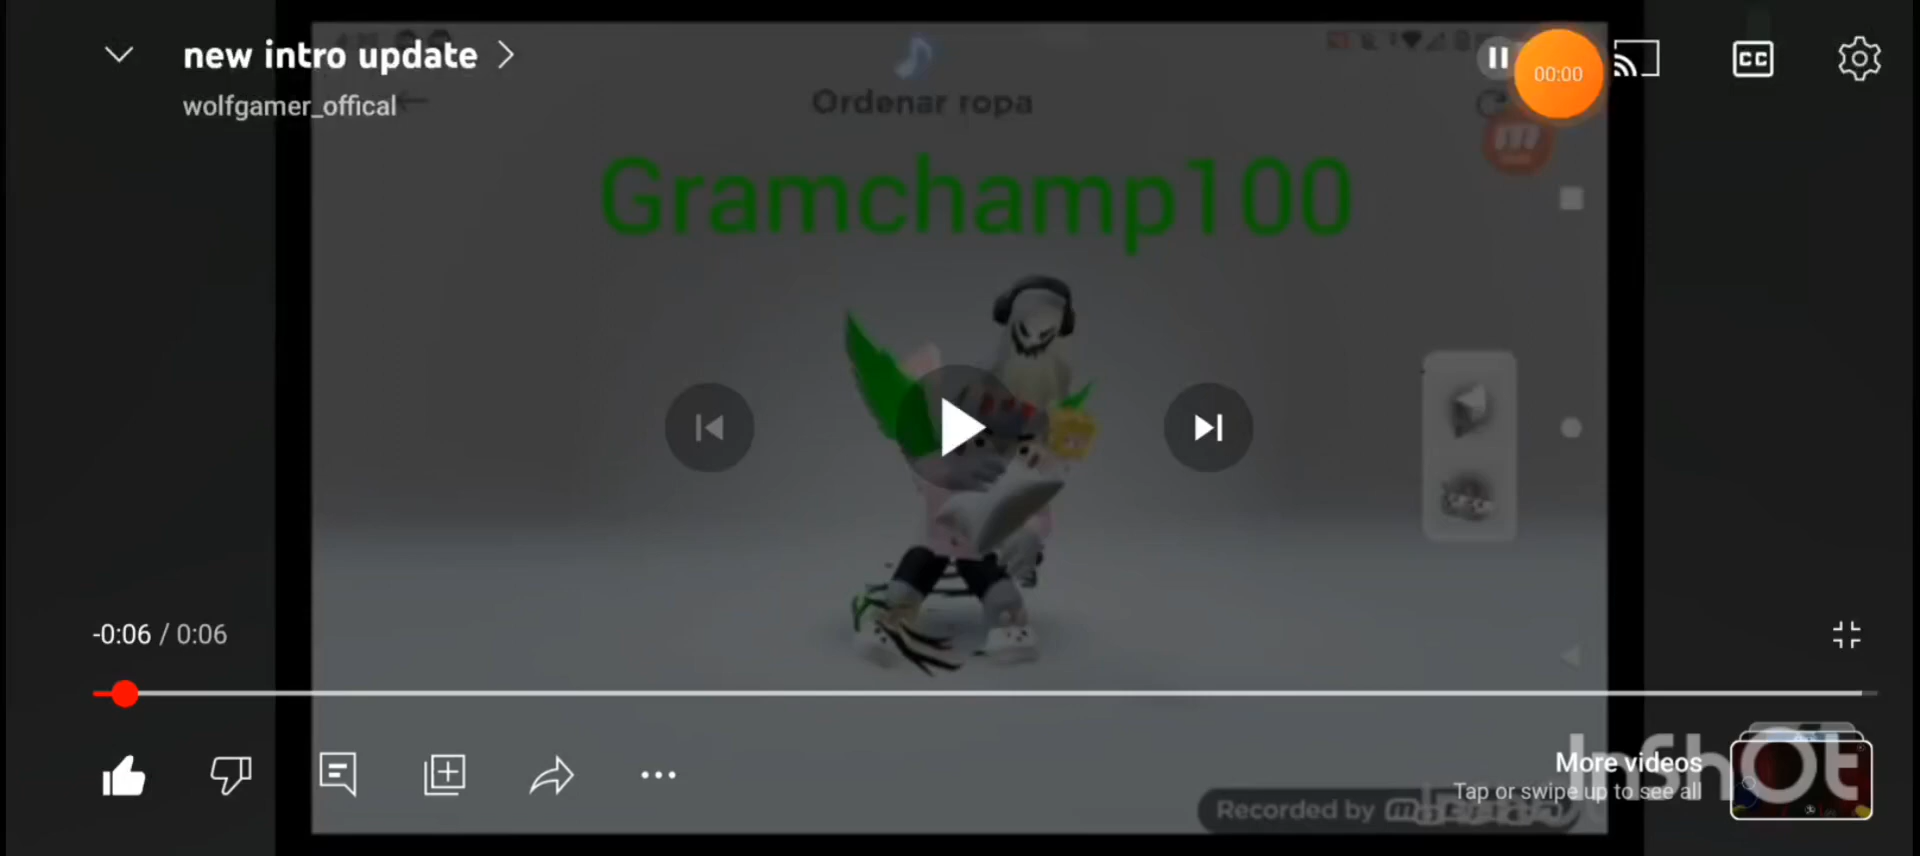 new intro update
wolfgamer_offical
Ordenar ropa
00:00
CC
Gramchamp100
-0:06 / 0:06
More videos
Tap or swipe up to see all
InShOt
Recorded by